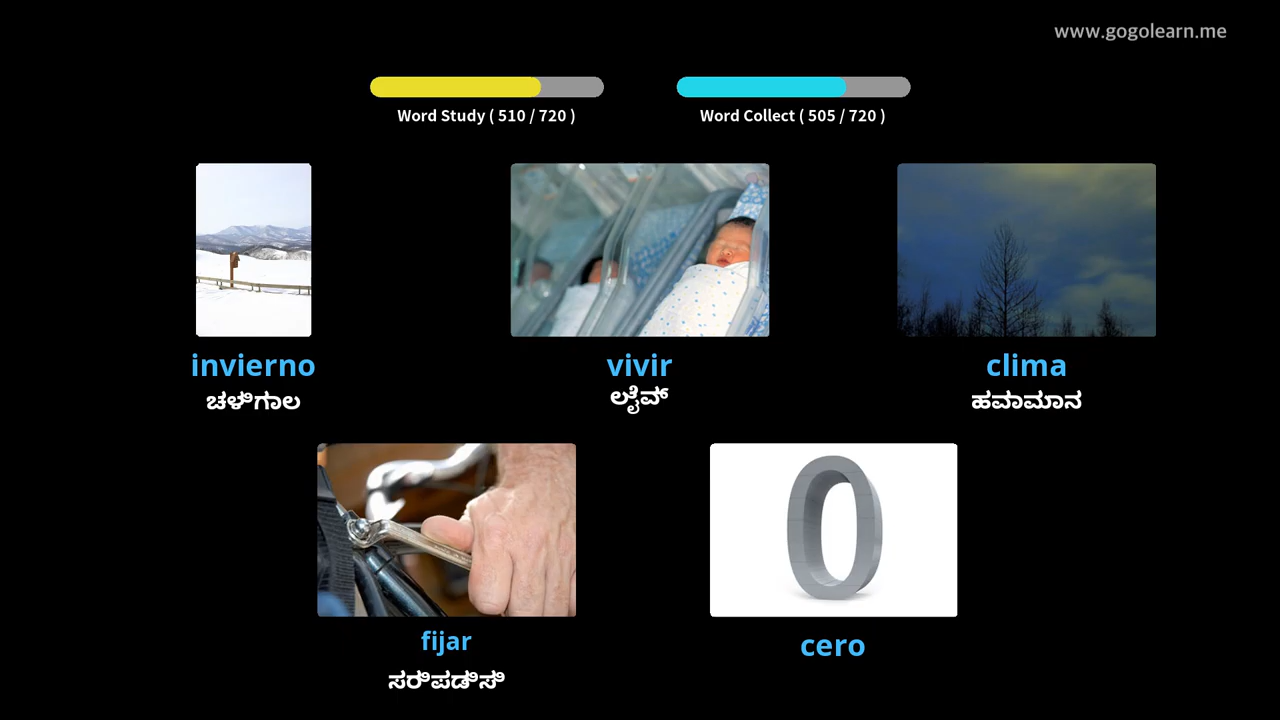 www.gogolearn.me
Word Study ( 510 / 720 )
Word Collect ( 505 / 720 )
invierno
ಚಳಿಗಾಲ
vivir
ಲೈವ್
clima
ಹವಾಮಾನ
fijar
ಸರಿಪಡಿಸಿ
cero
0